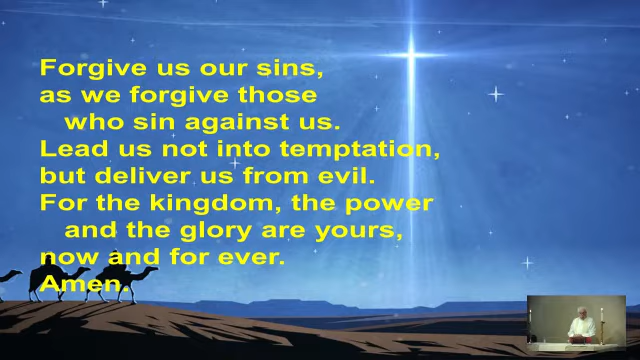 Forgive us our sins,
as we forgive those
who sin against us.
Lead us not into temptation,
but deliver us from evil.
For the kingdom, the power
and the glory are yours,
now and for ever.
Amen.